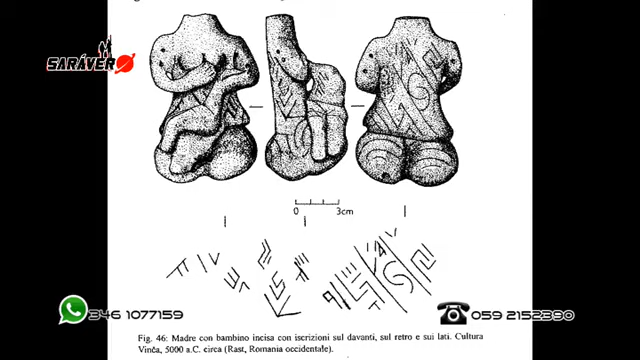 SARÀVERO
0 3cm
346 1077159
059 2152390
Fig. 46: Madre con bambino incisa con iscrizioni sul davanti, sul retro e sui lati. Cultura
Vinča, 5000 a.C. circa (Rast, Romania occidentale).